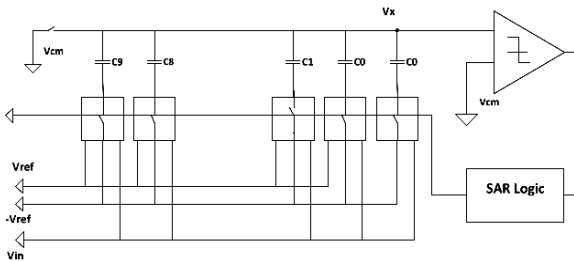 Vx
Vcm
C9
C8
C1
C0
C0
Vcm
Vref
-Vref
Vin
SAR Logic